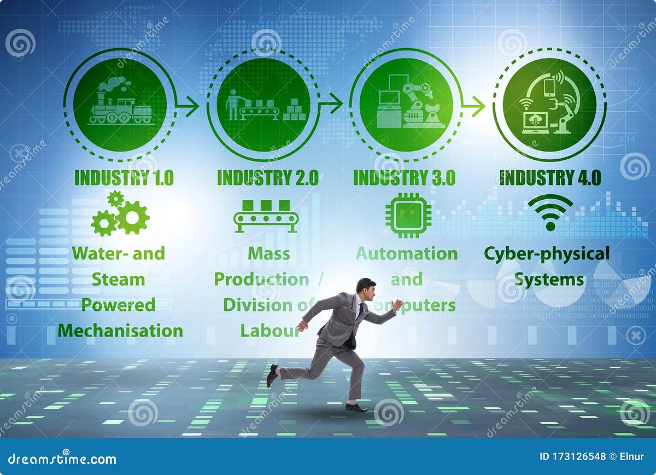 INDUSTRY 1.0
INDUSTRY 2.0
INDUSTRY 3.0
INDUSTRY 4.0
Water- and
Steam
Powered
Mechanisation
Mass
Production /
Division of
Labour
Automation
and
mputers
Cyber-physical
Systems
dreamstime.com
ID 173126548 © Elnur